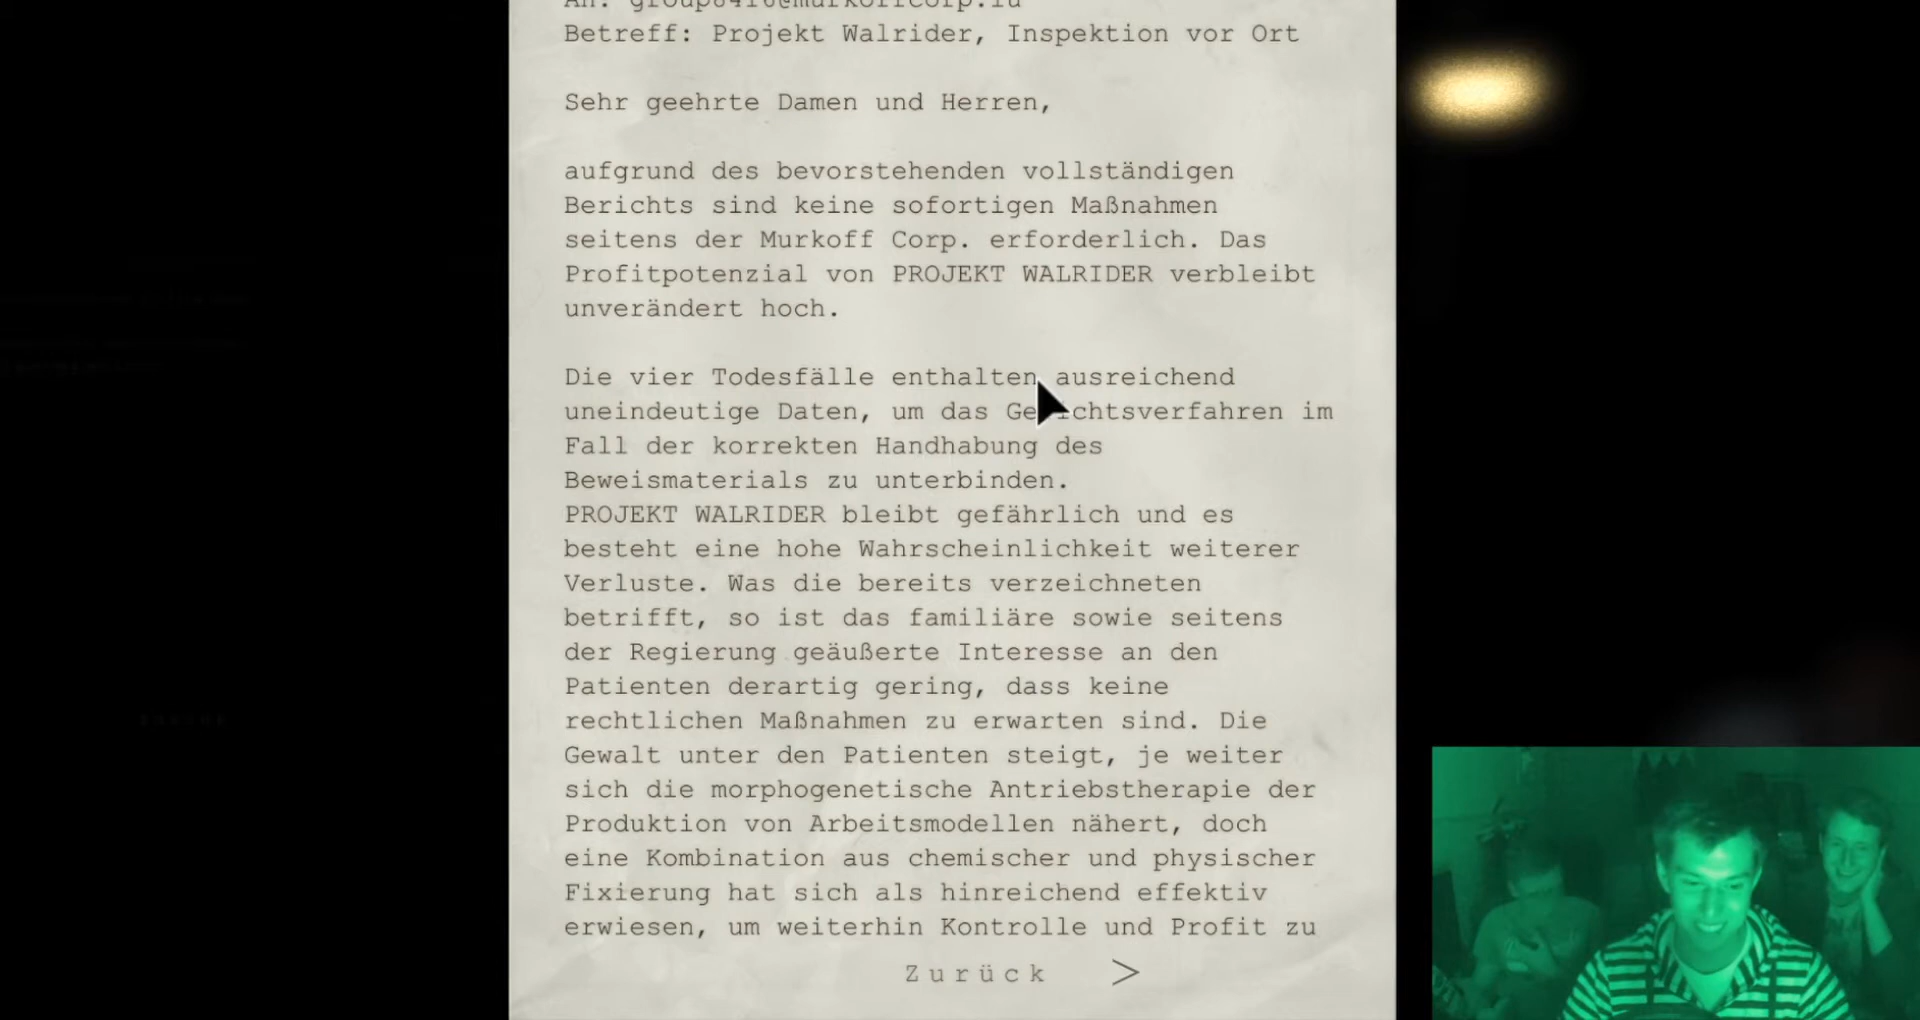 Betreff: Projekt Walrider, Inspektion vor Ort
Sehr geehrte Damen und Herren,
aufgrund des bevorstehenden vollständigen
Berichts sind keine sofortigen Maßnahmen
seitens der Murkoff Corp. erforderlich. Das
Profitpotenzial von PROJEKT WALRIDER verbleibt
unverändert hoch.
Die vier Todesfälle enthalten ausreichend
uneindeutige Daten, um das Gerichtsverfahren im
Fall der korrekten Handhabung des
Beweismaterials zu unterbinden.
PROJEKT WALRIDER bleibt gefährlich und es
besteht eine hohe Wahrscheinlichkeit weiterer
Verluste. Was die bereits verzeichneten
betrifft, so ist das familiäre sowie seitens
der Regierung geäußerte Interesse an den
Patienten derartig gering, dass keine
rechtlichen Maßnahmen zu erwarten sind. Die
Gewalt unter den Patienten steigt, je weiter
sich die morphogenetische Antriebstherapie der
Produktion von Arbeitsmodellen nähert, doch
eine Kombination aus chemischer und physischer
Fixierung hat sich als hinreichend effektiv
erwiesen, um weiterhin Kontrolle und Profit zu
Zurück >